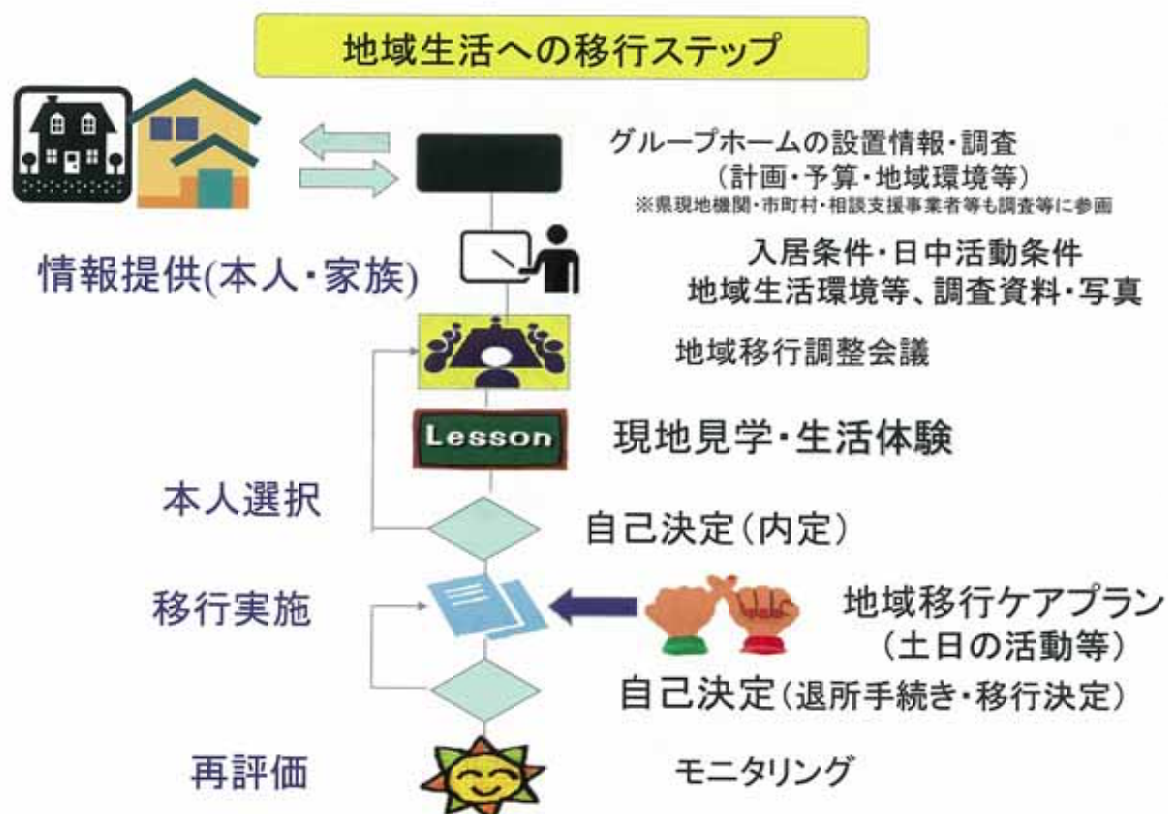 地域生活への移行ステップ
グループホームの設置情報・調査
(計画・予算・地域環境等)
※県現地機関・市町村・相談支援事業者等も調査等に参画
情報提供(本人・家族)
入居条件・日中活動条件
地域生活環境等、調査資料・写真
地域移行調整会議
Lesson
現地見学・生活体験
本人選択
自己決定(内定)
移行実施
地域移行ケアプラン
(土日の活動等)
自己決定(退所手続き・移行決定)
再評価
モニタリング